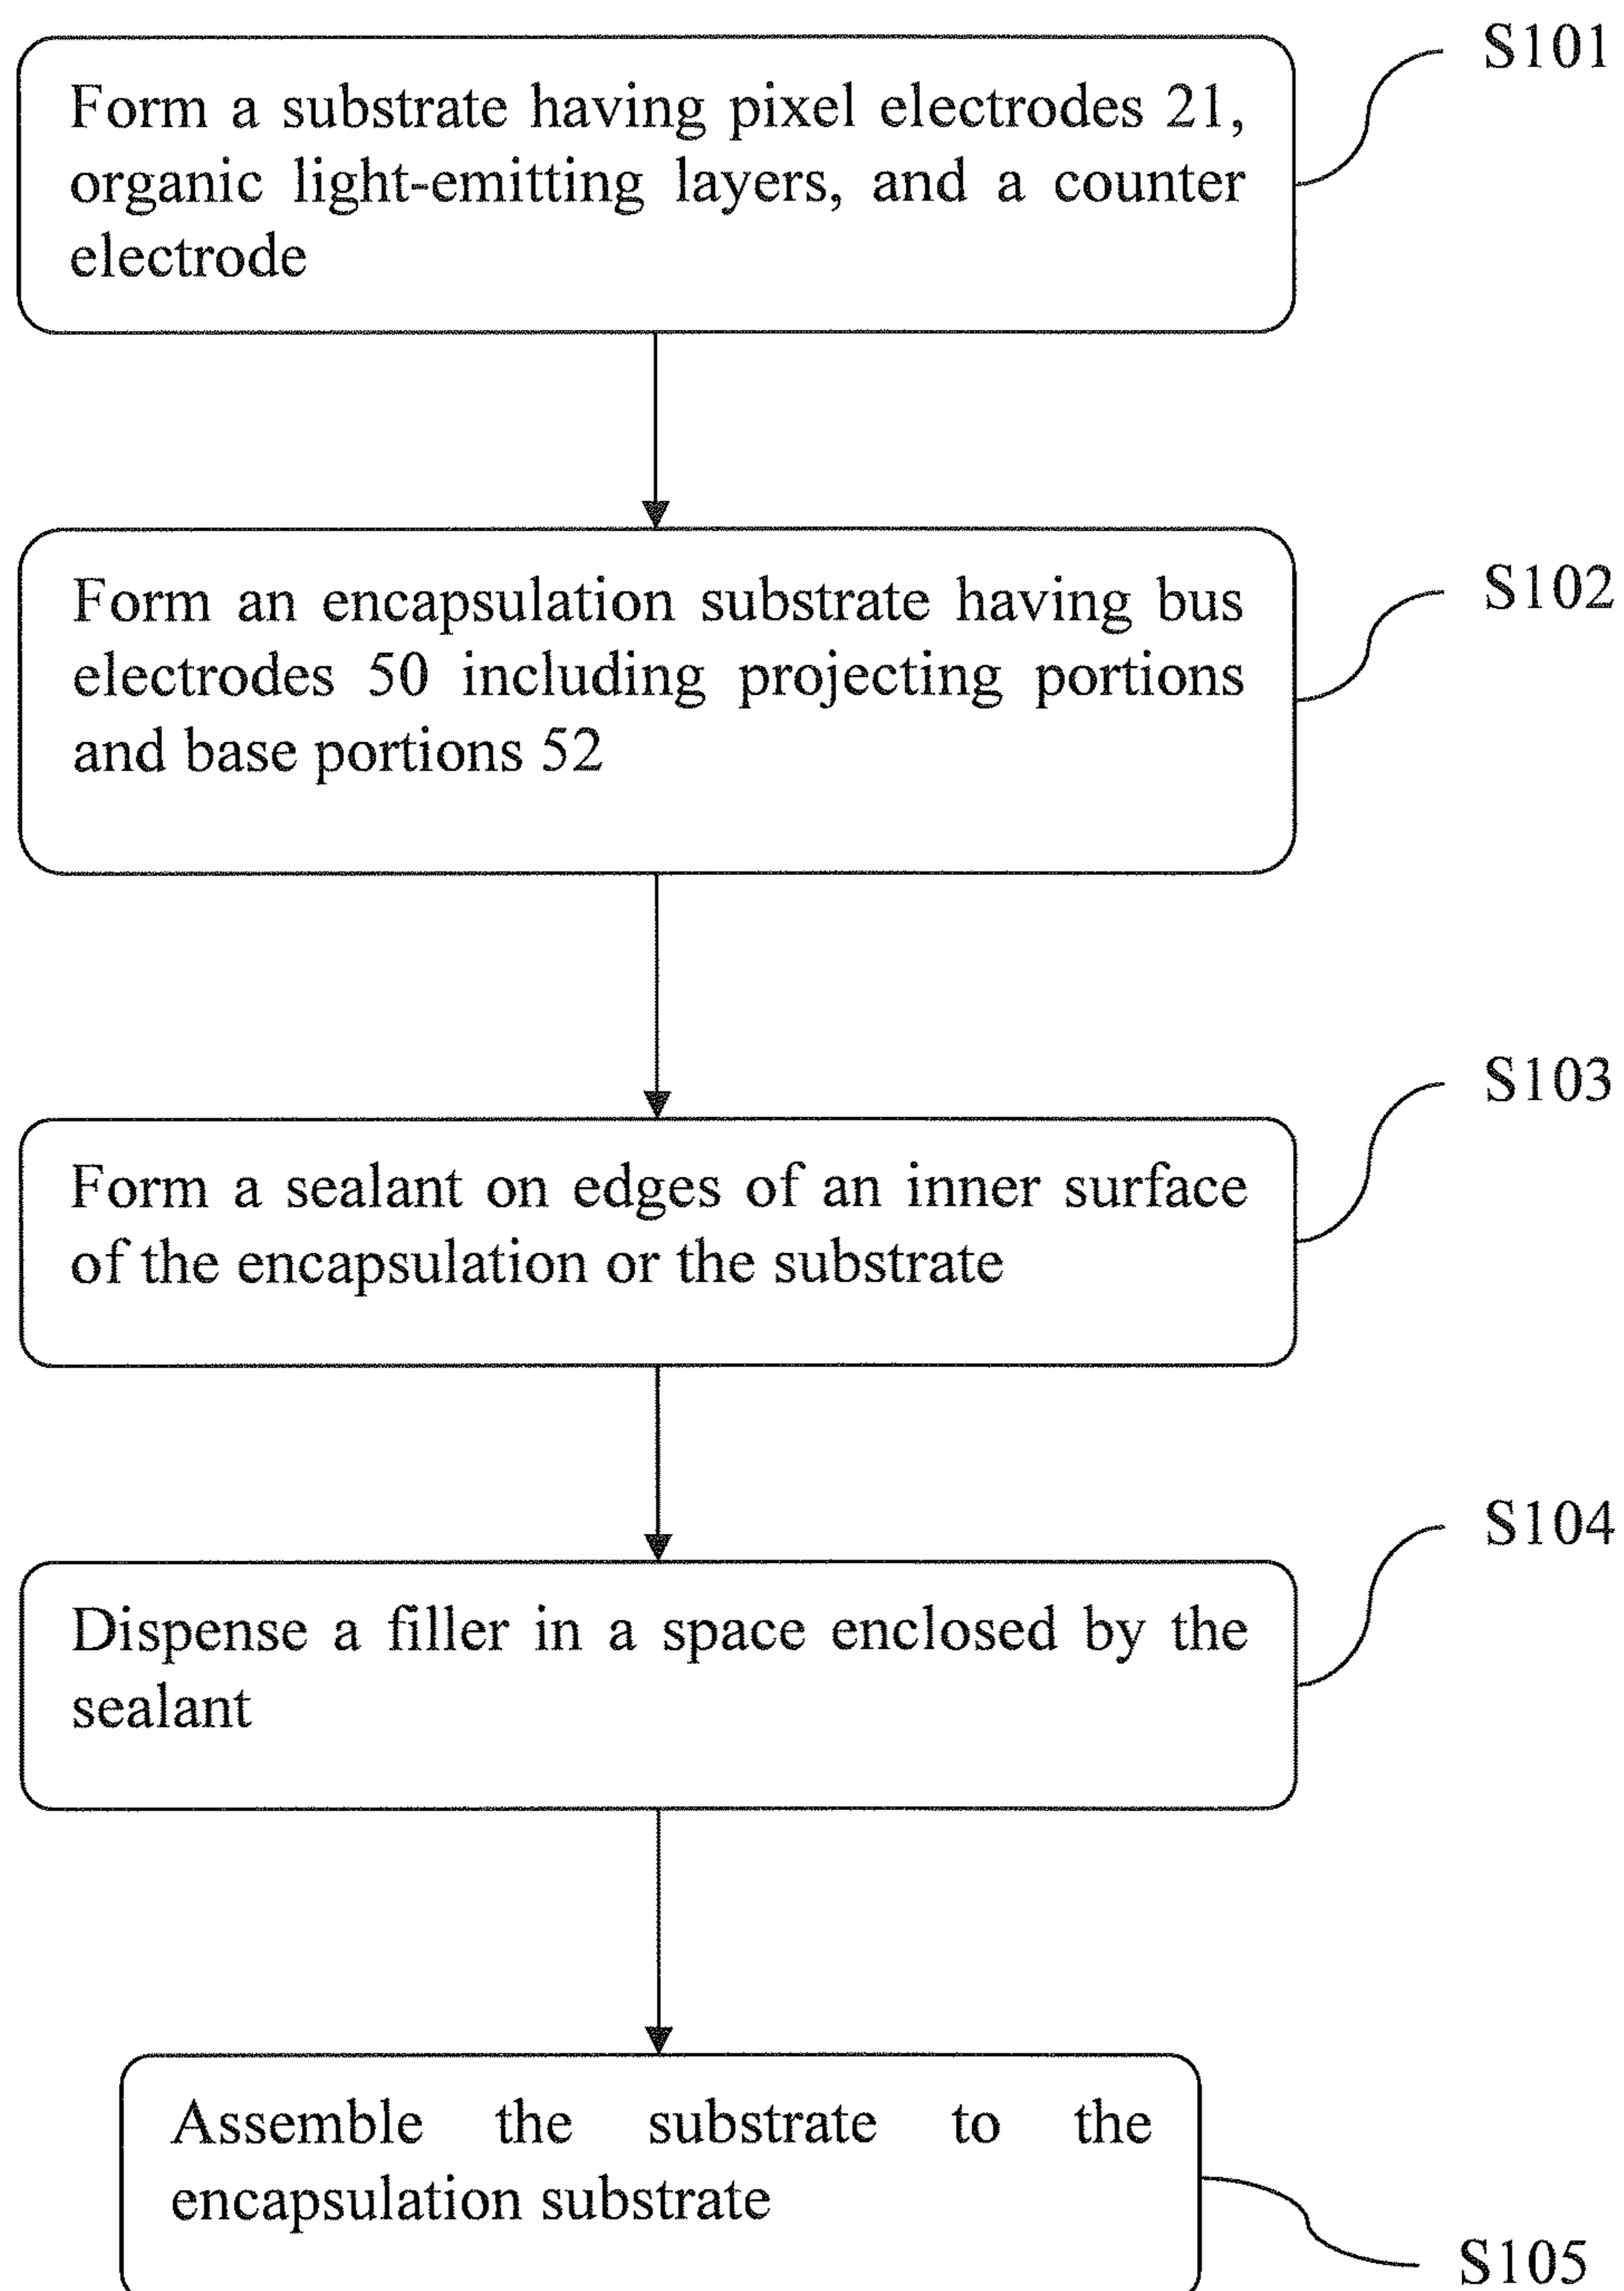 S101
Form a substrate having pixel electrodes 21,
organic light-emitting layers, and a counter
electrode
S102
Form an encapsulation substrate having bus
electrodes 50 including projecting portions
and base portions 52
S103
Form a sealant on edges of an inner surface
of the encapsulation or the substrate
S104
Dispense a filler in a space enclosed by the
sealant
Assemble the substrate to the
encapsulation substrate
S105